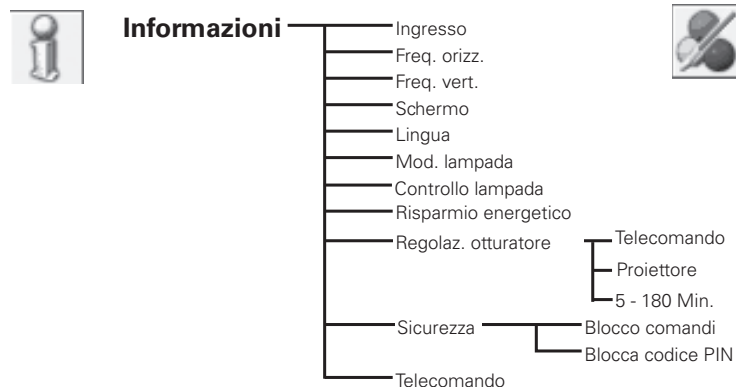 Informazioni
Ingresso
Freq. orizz.
Freq. vert.
Schermo
Lingua
Mod. lampada
Controllo lampada
Risparmio energetico
Regolaz. otturatore
Telecomando
Proiettore
5 - 180 Min.
Sicurezza
Blocco comandi
Blocca codice PIN
Telecomando